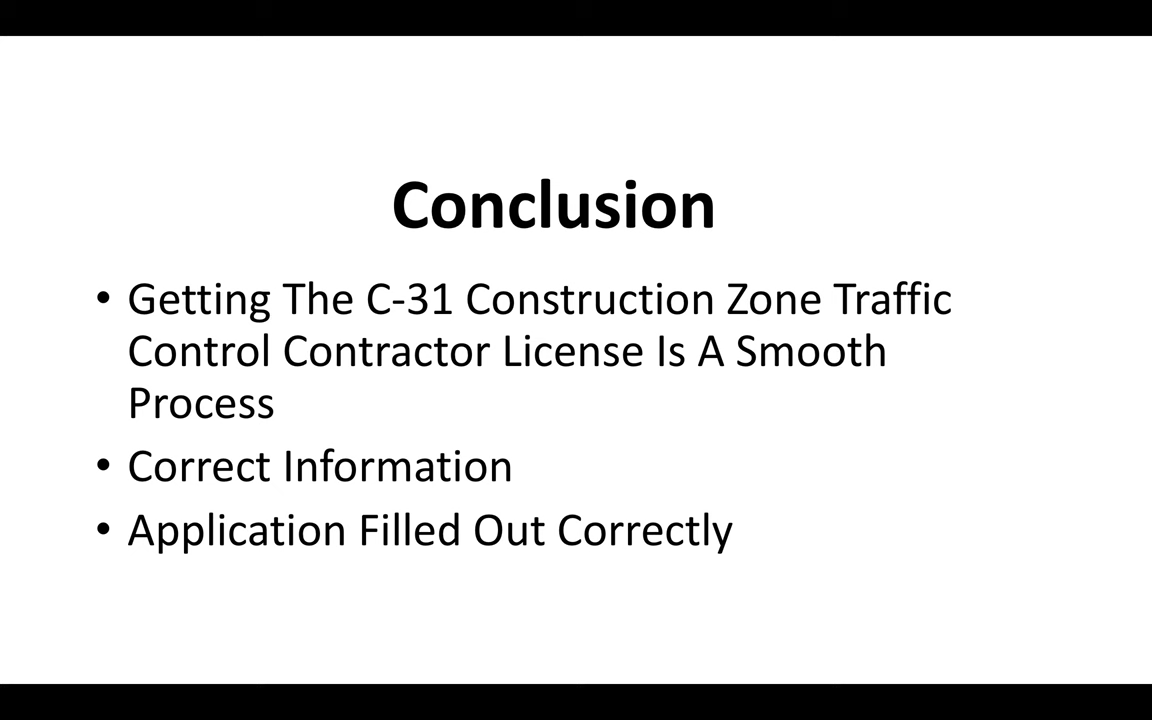 Conclusion
• Getting The C-31 Construction Zone Traffic
Control Contractor License Is A Smooth
Process
• Correct Information
• Application Filled Out Correctly